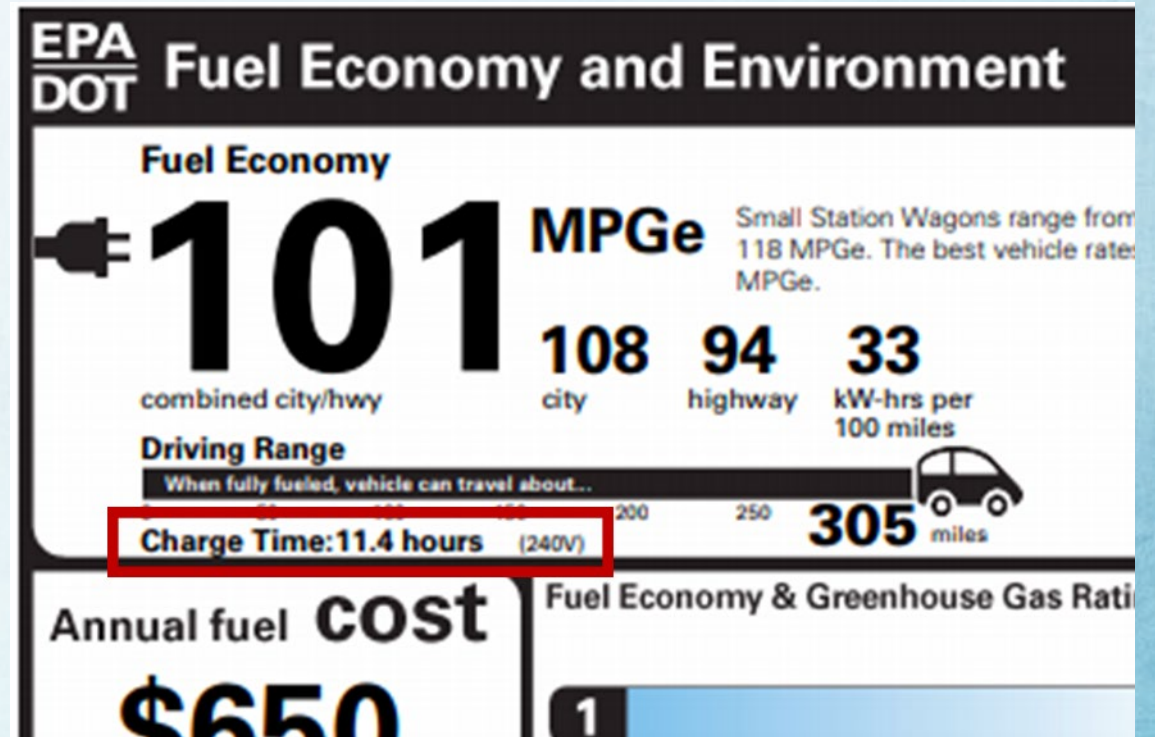 EPA
DOT
Fuel Economy and Environment
Fuel Economy
101
MPGe
Small Station Wagons range from
118 MPGe. The best vehicle rates
MPGe.
108
city
94
highway
33
kW-hrs per
100 miles
combined city/hwy
Driving Range
When fully fueled, vehicle can travel about...
200 250
305 miles
Charge Time:11.4 hours (240V)
Annual fuel cost
$650
Fuel Economy & Greenhouse Gas
1